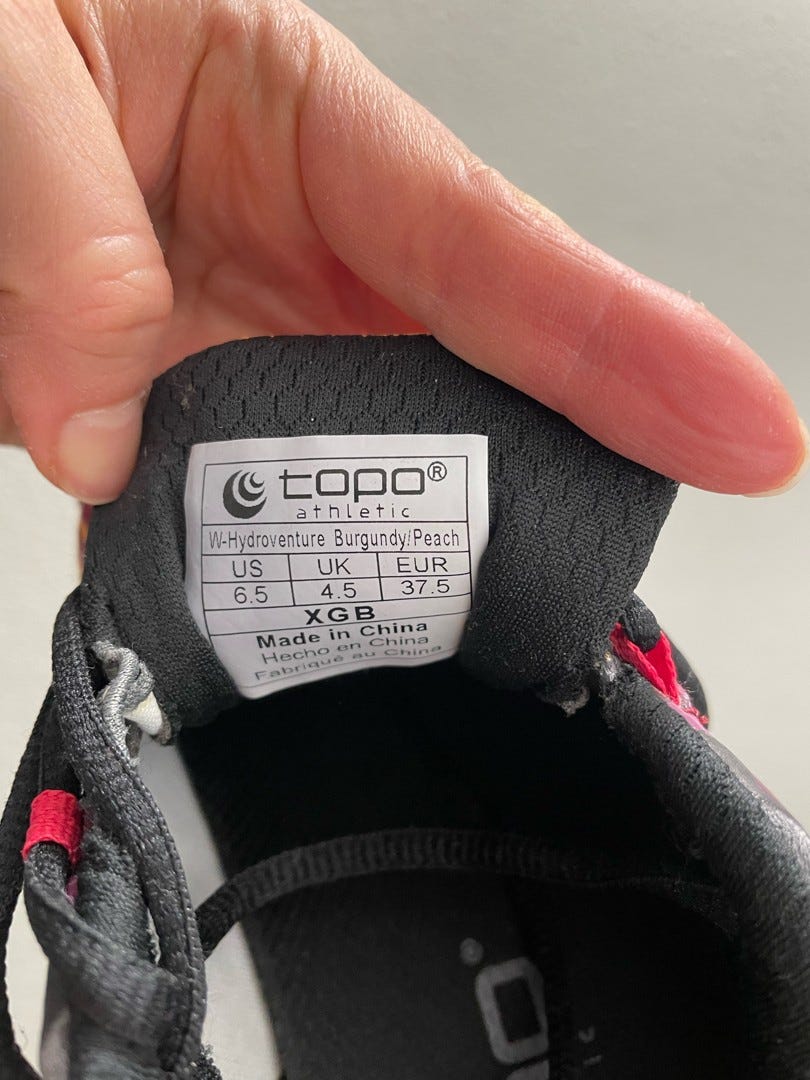 topo®
athletic
W-Hydroventure Burgundy/Peach
US UK EUR
6.5 4.5 37.5
XGB
Made in China
Hecho en China
Fabriqué au China